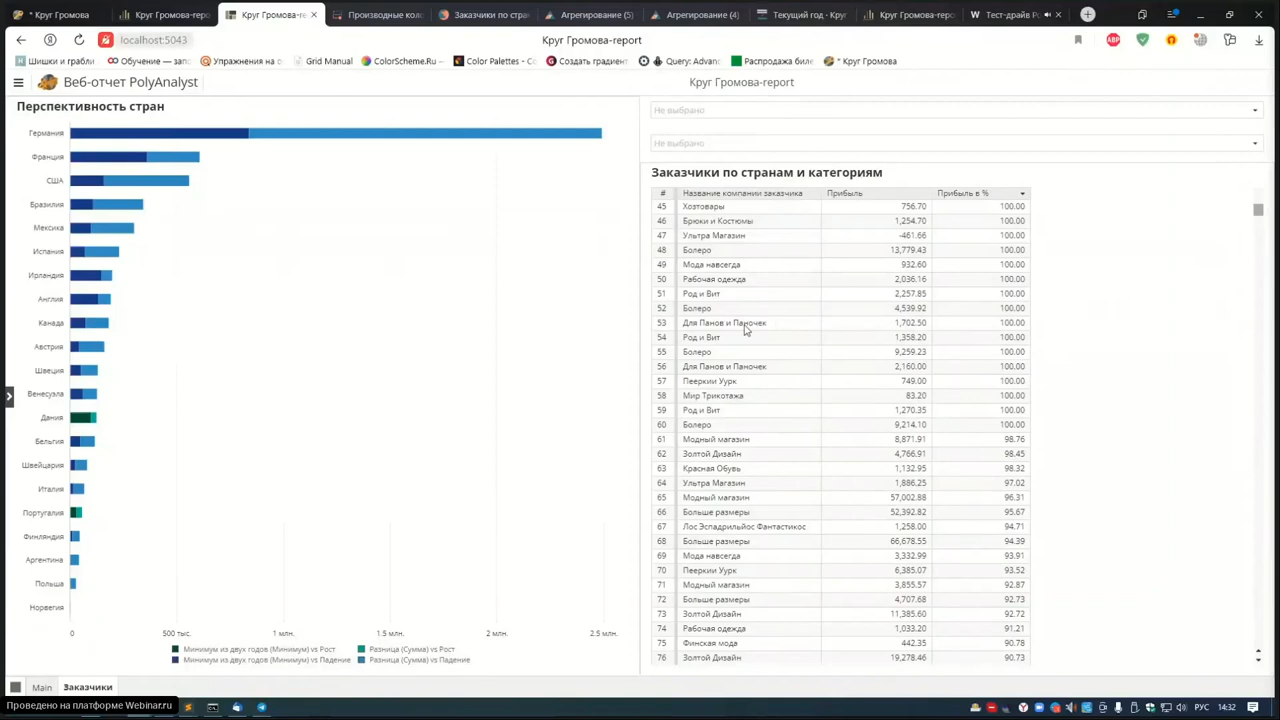 * Круг Громова
Круг Громова-repo
Круг Громова-r
Производные кол
Заказчики по стран
Агрегирование (5)
Агрегирование (4)
Текущий год - Круг
Круг Громова-repo
Тест-драйв Po
localhost:5043
Круг Громова-report
Шишки и грабли
Обучение — запо
Упражнения на о
Grid Manual
ColorScheme.Ru —
Color Palettes - Co
Создать градиент
Query: Advanc
Распродажа биле
* Круг Громова
Веб-отчет PolyAnalyst
Круг Громова-report
Перспективность стран
Германия
Франция
США
Бразилия
Мексика
Испания
Ирландия
Англия
Канада
Австрия
Швеция
Венесуэла
Дания
Бельгия
Швейцария
Италия
Португалия
Финляндия
Аргентина
Польша
Норвегия
0 500 тыс. 1 млн. 1.5 млн. 2 млн. 2.5 млн.
Минимум из двух годов (Минимум) vs Рост Разница (Сумма) vs Рост
Минимум из двух годов (Минимум) vs Падение Разница (Сумма) vs Падение
Не выбрано
Не выбрано
Заказчики по странам и категориям
# Название компании заказчика Прибыль Прибыль в %
45 Хозтовары 756.70 100.00
46 Брюки и Костюмы 1,254.70 100.00
47 Ультра Магазин -461.66 100.00
48 Болеро 13,779.43 100.00
49 Мода навсегда 932.60 100.00
50 Рабочая одежда 2,036.16 100.00
51 Род и Вит 2,257.85 100.00
52 Болеро 4,539.92 100.00
53 Для Панов и Паночек 1,702.50 100.00
54 Род и Вит 1,358.20 100.00
55 Болеро 9,259.23 100.00
56 Для Панов и Паночек 2,160.00 100.00
57 Пееркии Уурк 749.00 100.00
58 Мир Трикотажа 83.20 100.00
59 Род и Вит 1,270.35 100.00
60 Болеро 9,214.10 100.00
61 Модный магазин 8,871.91 98.76
62 Золтой Дизайн 4,766.91 98.45
63 Красная Обувь 1,132.95 98.32
64 Ультра Магазин 1,886.25 97.02
65 Модный магазин 57,002.88 96.31
66 Больше размеры 52,392.82 95.67
67 Лос Эспадрильйос Фантастикос 1,258.00 94.71
68 Больше размеры 66,678.55 94.39
69 Мода навсегда 3,332.99 93.91
70 Пееркии Уурк 6,385.07 93.52
71 Модный магазин 3,855.57 92.87
72 Больше размеры 4,707.68 92.73
73 Золтой Дизайн 11,385.60 92.72
74 Рабочая одежда 1,033.20 91.21
75 Финская мода 442.35 90.78
76 Золтой Дизайн 19,278.46 90.73
Main Заказчики
Проведено на платформе Webinar.ru
РУС 14:32